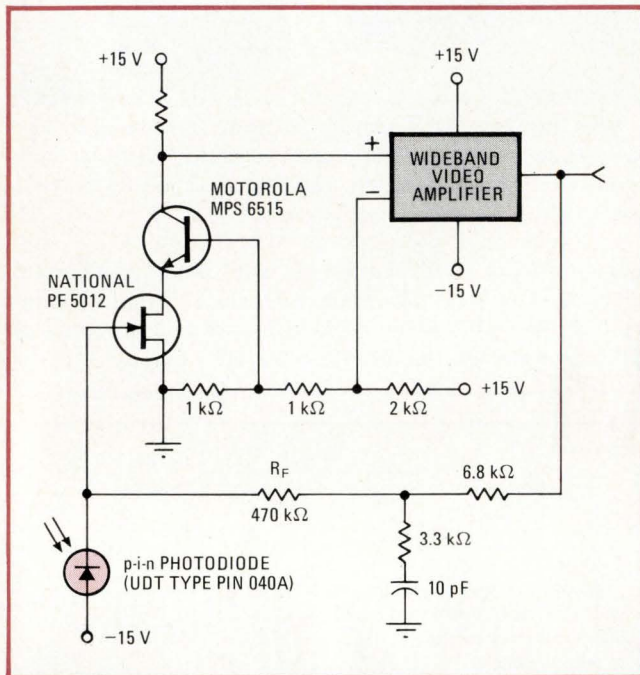 +15 V
+15 V
+
WIDEBAND
VIDEO
AMPLIFIER
−
MOTOROLA
MPS 6515
−15 V
NATIONAL
PF 5012
+15 V
1 kΩ
1 kΩ
2 kΩ
R_F
470 kΩ
6.8 kΩ
3.3 kΩ
10 pF
p-i-n PHOTODIODE
(UDT TYPE PIN 040A)
−15 V